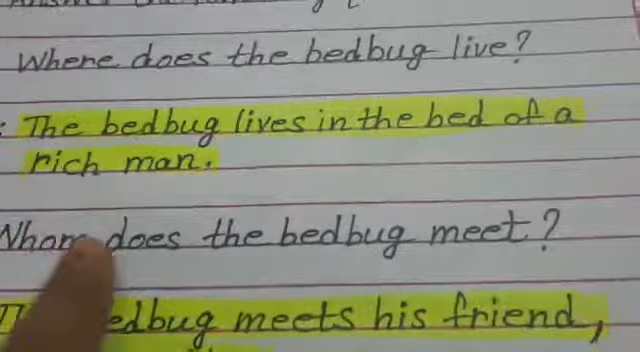 Where does the bedbug live?
: The bedbug lives in the bed of a
rich man.
Whom does the bedbug meet?
bedbug meets his friend,